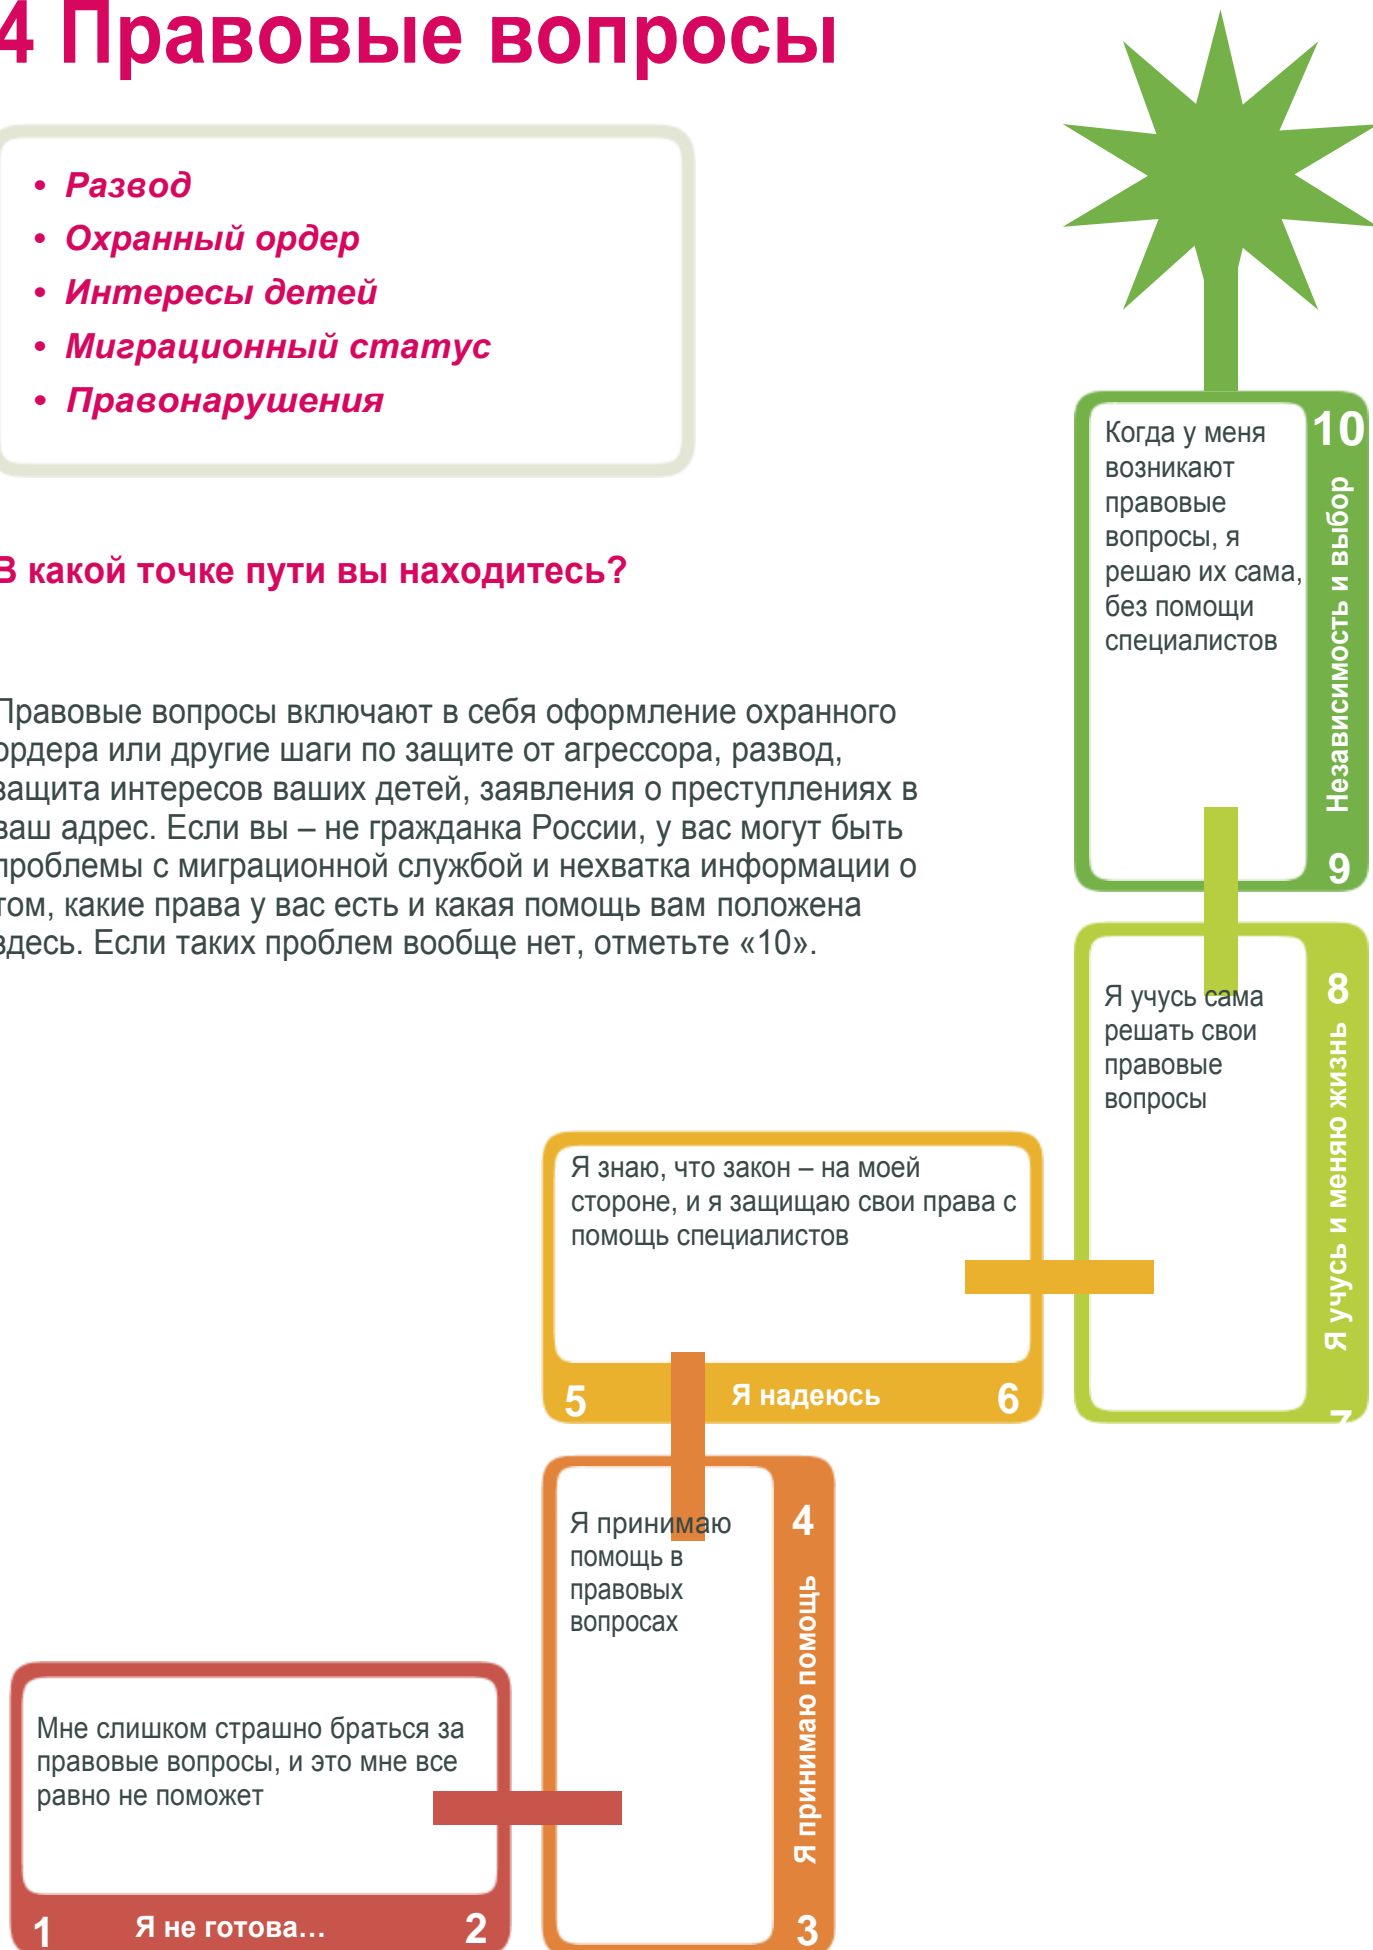 4 Правовые вопросы
• Развод
• Охранный ордер
• Интересы детей
• Миграционный статус
• Правонарушения
В какой точке пути вы находитесь?
Правовые вопросы включают в себя оформление охранного
ордера или другие шаги по защите от агрессора, развод,
защита интересов ваших детей, заявления о преступлениях в
ваш адрес. Если вы – не гражданка России, у вас могут быть
проблемы с миграционной службой и нехватка информации о
том, какие права у вас есть и какая помощь вам положена
здесь. Если таких проблем вообще нет, отметьте «10».
Когда у меня
возникают
правовые
вопросы, я
решаю их сама,
без помощи
специалистов
10
Независимость и выбор
9
Я учусь сама
решать свои
правовые
вопросы
8
Я учусь и меняю жизнь
7
Я знаю, что закон – на моей
стороне, и я защищаю свои права с
помощь специалистов
5 Я надеюсь 6
Я принимаю
помощь в
правовых
вопросах
4
Я принимаю помощь
3
Мне слишком страшно браться за
правовые вопросы, и это мне все
равно не поможет
1 Я не готова… 2